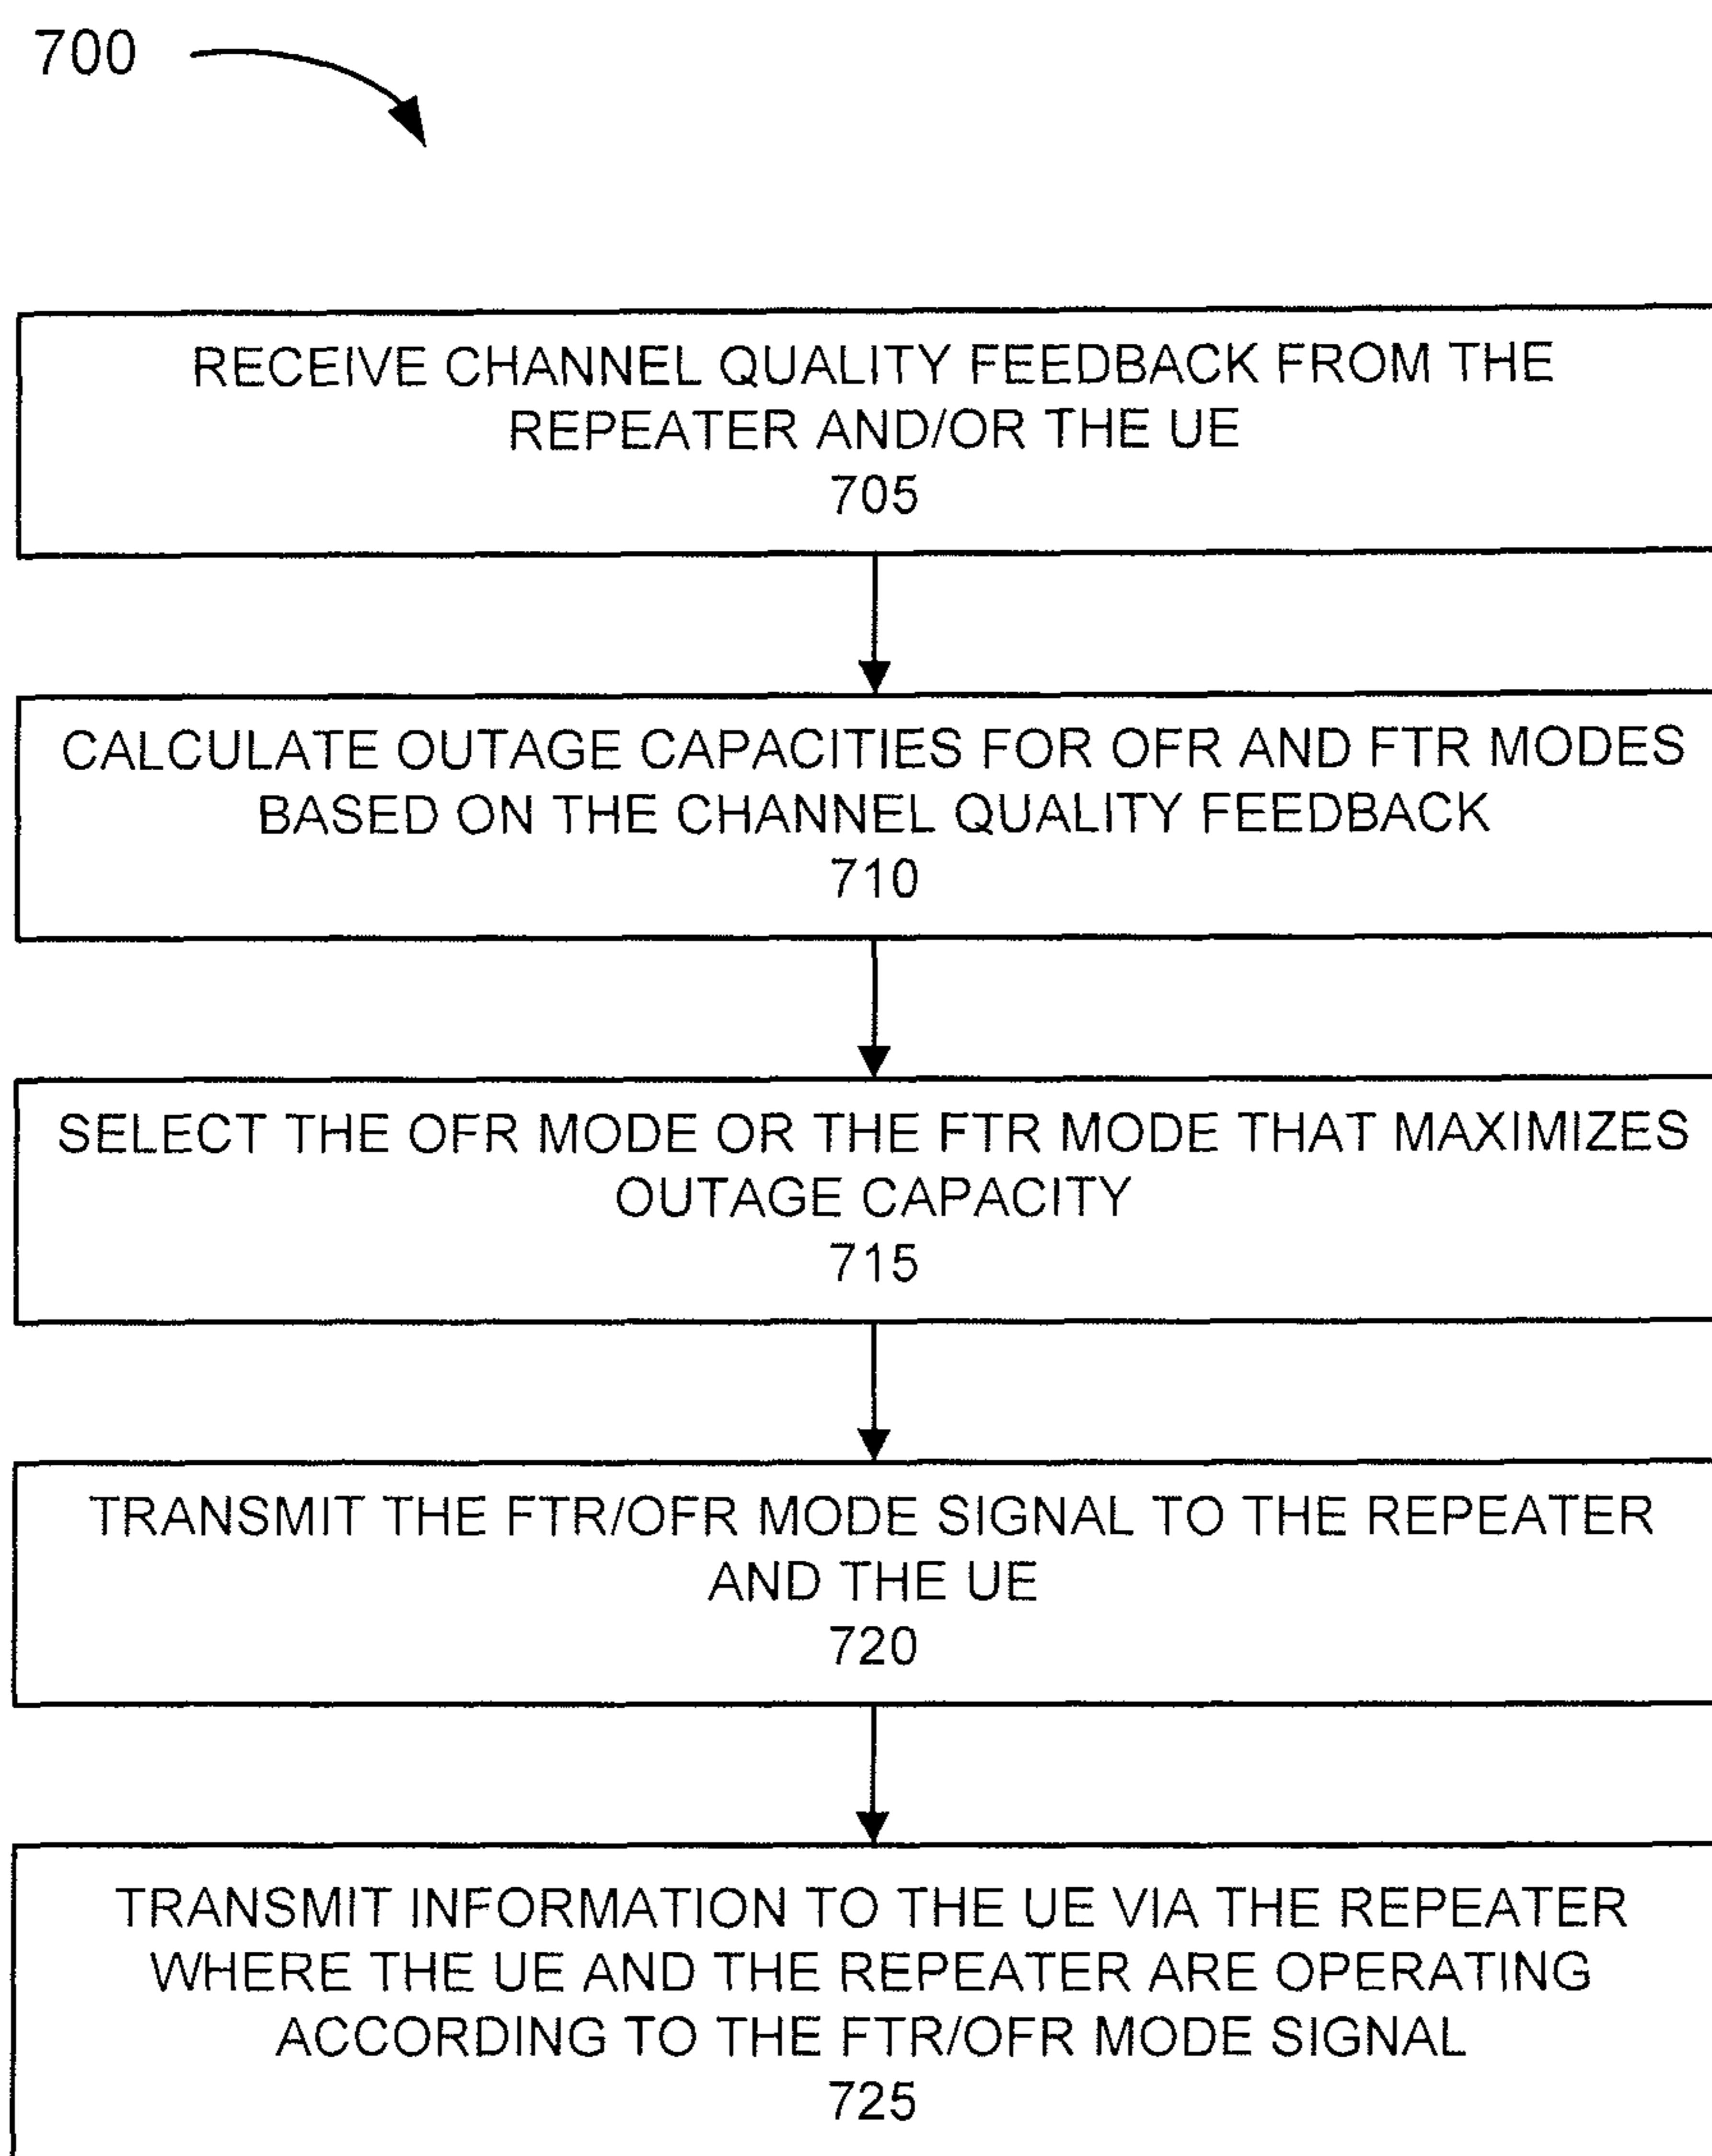 700
RECEIVE CHANNEL QUALITY FEEDBACK FROM THE
REPEATER AND/OR THE UE
705
CALCULATE OUTAGE CAPACITIES FOR OFR AND FTR MODES
BASED ON THE CHANNEL QUALITY FEEDBACK
710
SELECT THE OFR MODE OR THE FTR MODE THAT MAXIMIZES
OUTAGE CAPACITY
715
TRANSMIT THE FTR/OFR MODE SIGNAL TO THE REPEATER
AND THE UE
720
TRANSMIT INFORMATION TO THE UE VIA THE REPEATER
WHERE THE UE AND THE REPEATER ARE OPERATING
ACCORDING TO THE FTR/OFR MODE SIGNAL
725